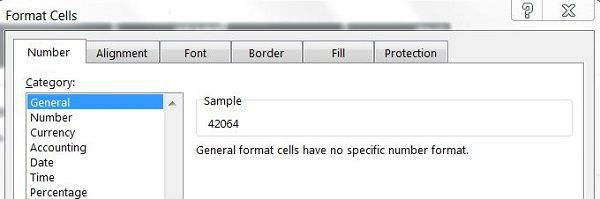 Format Cells
Number Alignment Font Border Fill Protection
Category:
General
Number
Currency
Accounting
Date
Time
Percentage
Sample
42064
General format cells have no specific number format.